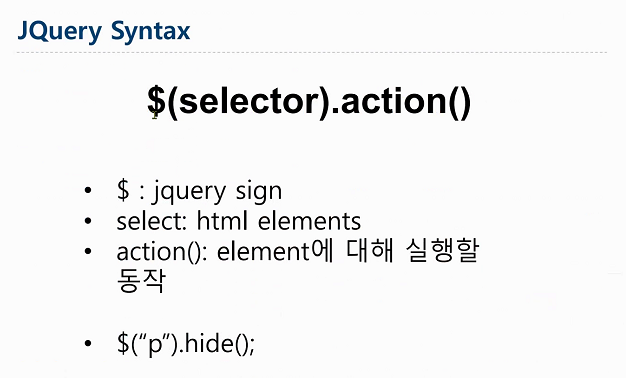 JQuery Syntax
$(selector).action()
• $ : jquery sign
• select: html elements
• action(): element에 대해 실행할
동작
• $(“p”).hide();